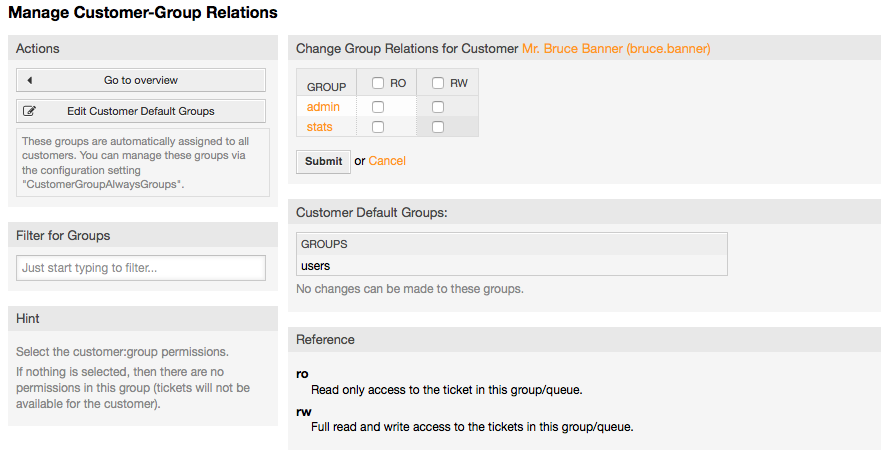 Manage Customer-Group Relations
Actions
Go to overview
Edit Customer Default Groups
These groups are automatically assigned to all
customers. You can manage these groups via
the configuration setting
"CustomerGroupAlwaysGroups".
Filter for Groups
Just start typing to filter...
Hint
Select the customer:group permissions.
If nothing is selected, then there are no
permissions in this group (tickets will not be
available for the customer).
Change Group Relations for Customer Mr. Bruce Banner (bruce.banner)
GROUP RO RW
admin
stats
Submit or Cancel
Customer Default Groups:
GROUPS
users
No changes can be made to these groups.
Reference
ro
Read only access to the ticket in this group/queue.
rw
Full read and write access to the tickets in this group/queue.